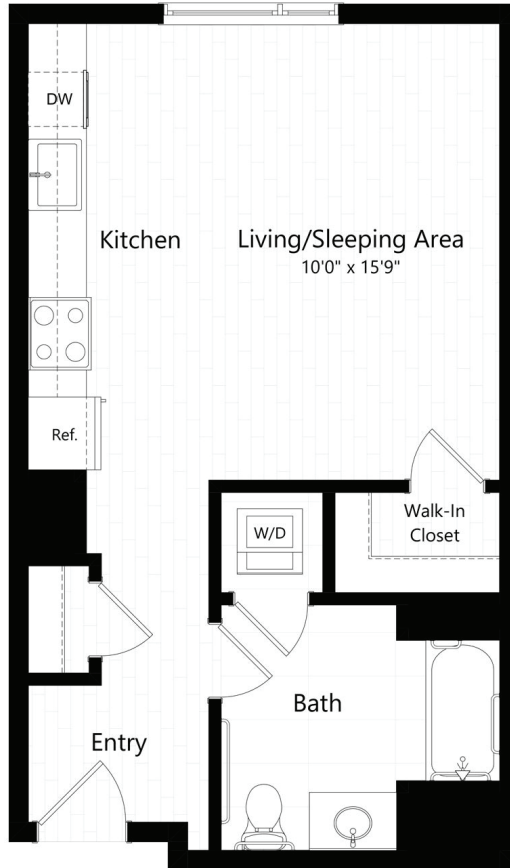 DW
Kitchen
Living/Sleeping Area
10'0" x 15'9"
Ref.
Walk-In
Closet
W/D
Bath
Entry